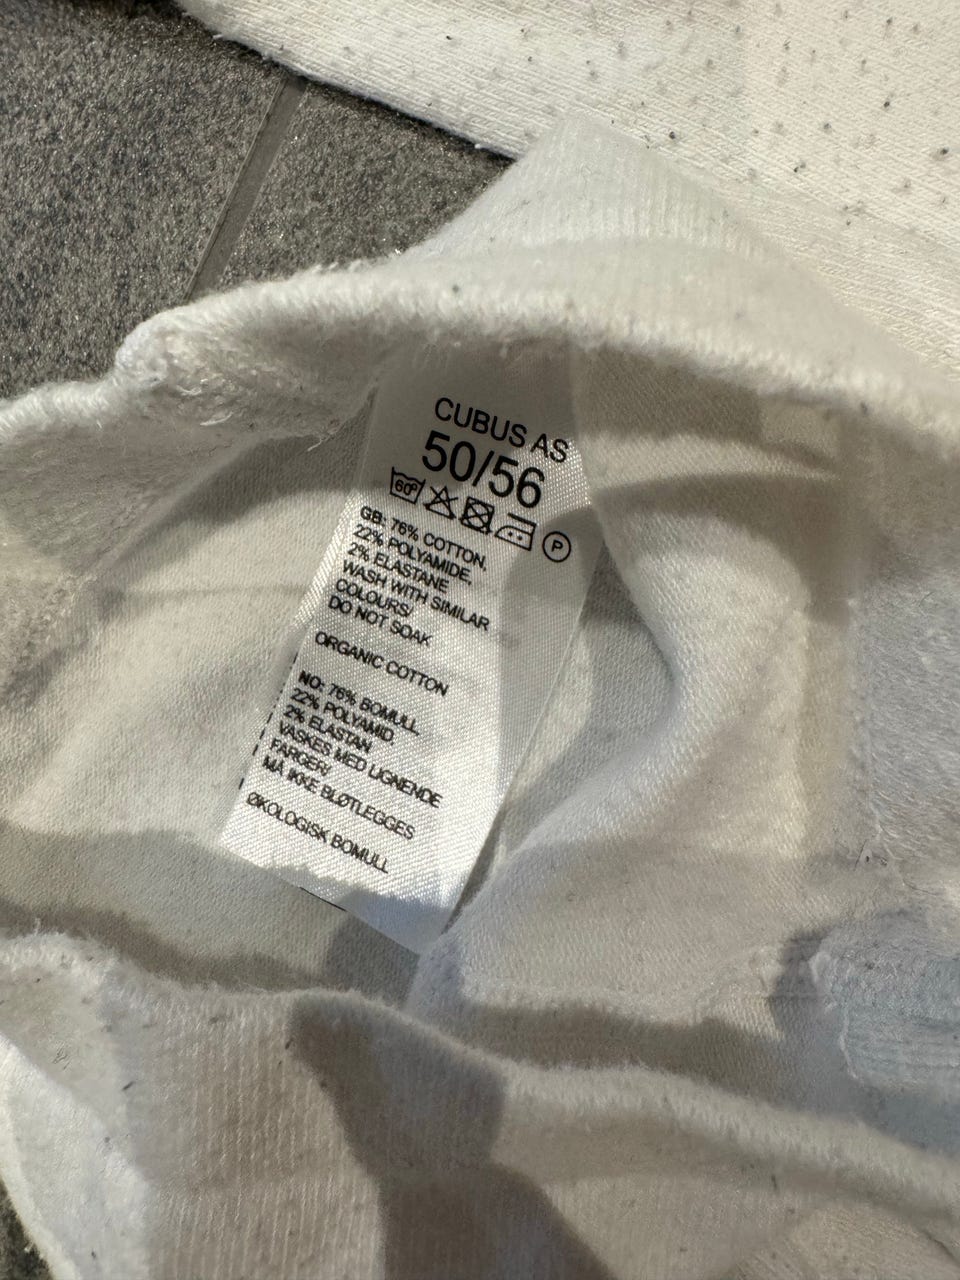 CUBUS AS
50/56
60° P
GB: 76% COTTON,
22% POLYAMIDE,
2% ELASTANE
WASH WITH SIMILAR
COLOURS/
DO NOT SOAK
ORGANIC COTTON
NO: 76% BOMULL
22% POLYAMID,
2% ELASTAN
VASKES MED LIGNENDE
FARGER/
MÅ IKKE BLØTLEGGES
ØKOLOGISK BOMULL